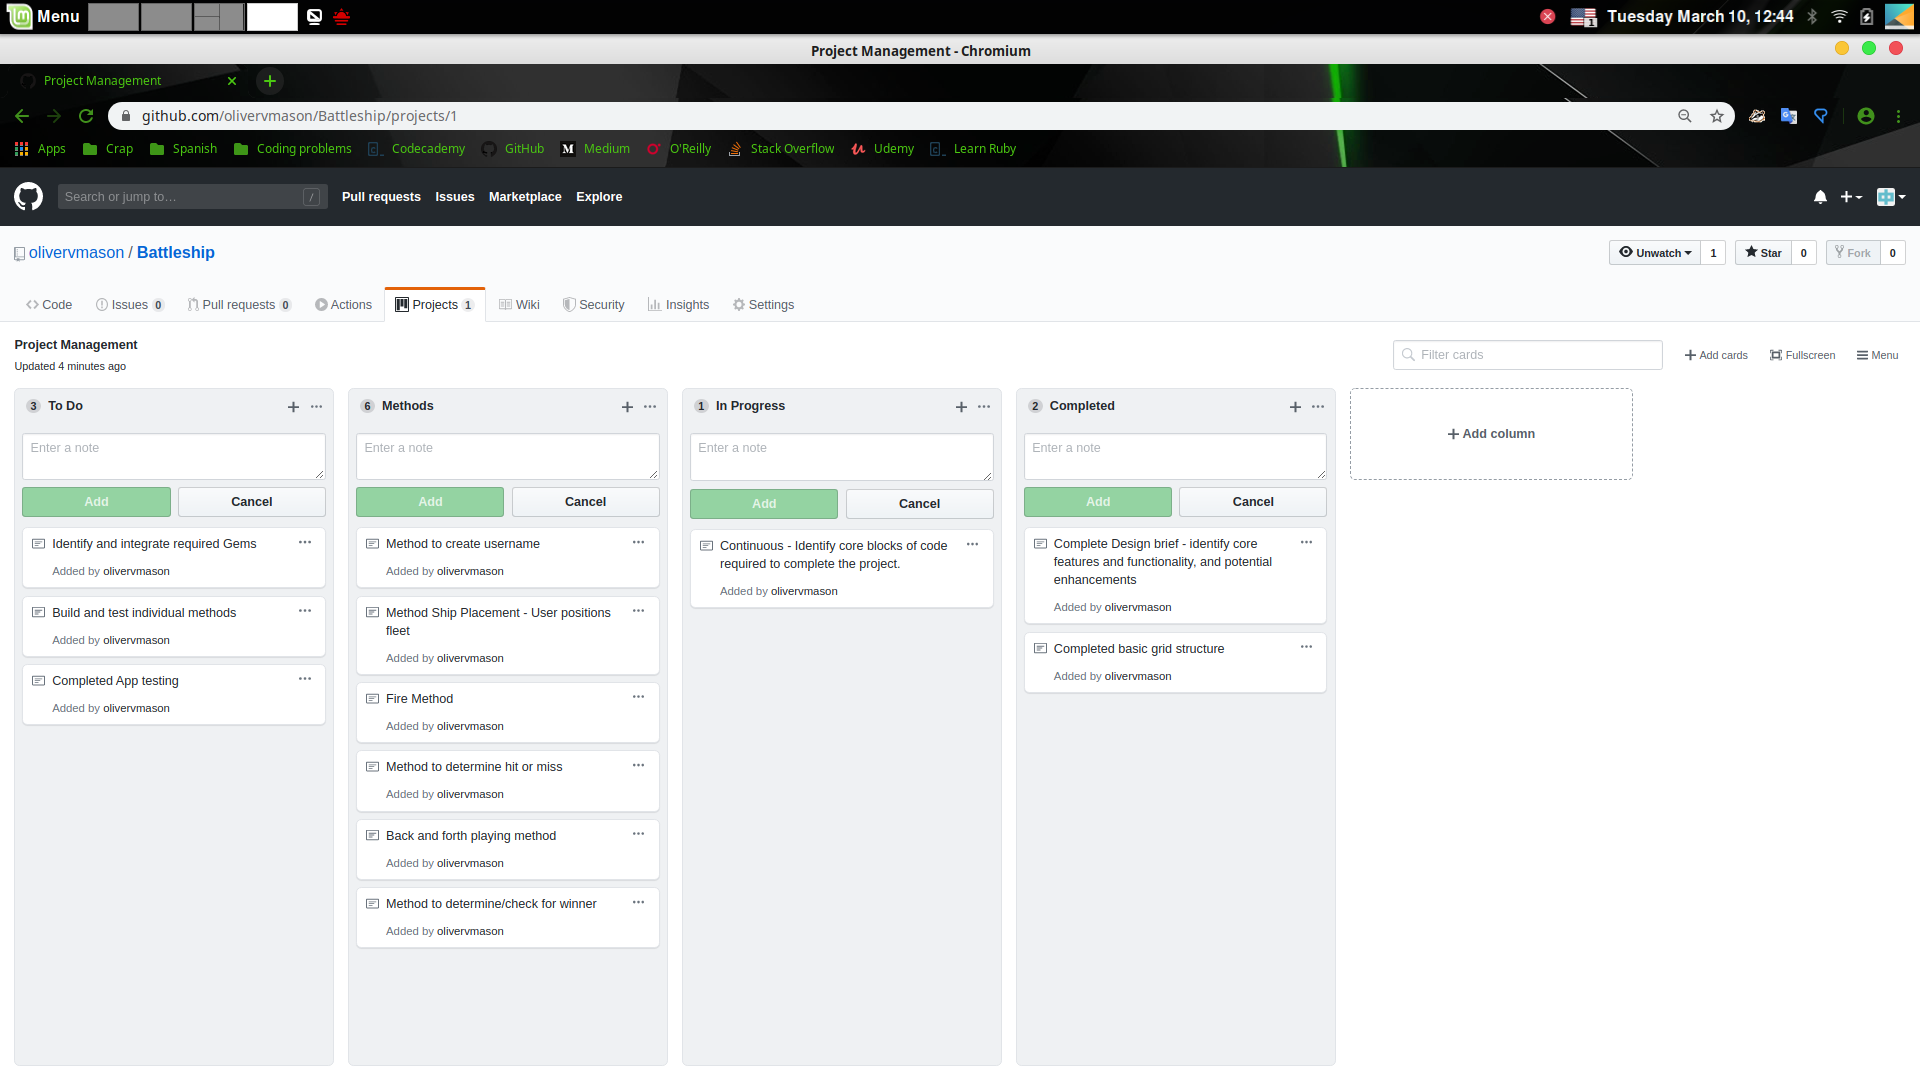 Menu
1
Tuesday March 10, 12:44
Project Management - Chromium
Project Management
github.com/olivervmason/Battleship/projects/1
Apps
Crap
Spanish
Coding problems
Codecademy
GitHub
Medium
O'Reilly
Stack Overflow
Udemy
Learn Ruby
Search or jump to…
/
Pull requests
Issues
Marketplace
Explore
olivervmason / Battleship
Unwatch 1
Star 0
Fork 0
Code
Issues 0
Pull requests 0
Actions
Projects 1
Wiki
Security
Insights
Settings
Project Management
Updated 4 minutes ago
Filter cards
Add cards
Fullscreen
Menu
3 To Do
Enter a note
Add
Cancel
Identify and integrate required Gems
Added by olivervmason
Build and test individual methods
Added by olivervmason
Completed App testing
Added by olivervmason
6 Methods
Enter a note
Add
Cancel
Method to create username
Added by olivervmason
Method Ship Placement - User positions
fleet
Added by olivervmason
Fire Method
Added by olivervmason
Method to determine hit or miss
Added by olivervmason
Back and forth playing method
Added by olivervmason
Method to determine/check for winner
Added by olivervmason
1 In Progress
Enter a note
Add
Cancel
Continuous - Identify core blocks of code
required to complete the project.
Added by olivervmason
2 Completed
Enter a note
Add
Cancel
Complete Design brief - identify core
features and functionality, and potential
enhancements
Added by olivervmason
Completed basic grid structure
Added by olivervmason
Add column